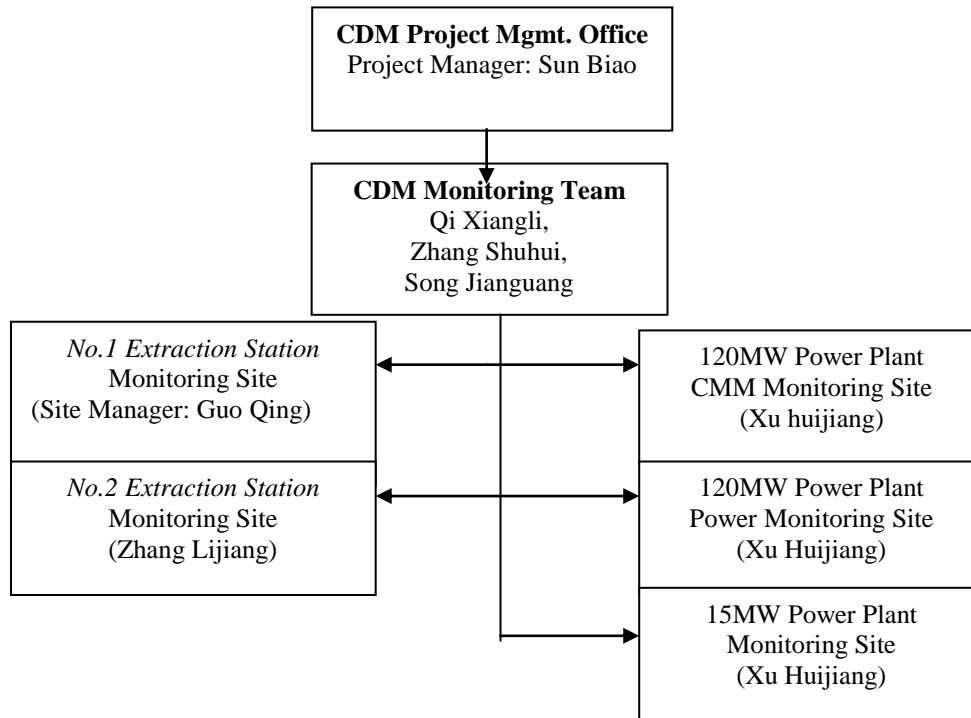 CDM Project Mgmt. Office
Project Manager: Sun Biao
CDM Monitoring Team
Qi Xiangli,
Zhang Shuhui,
Song Jianguang
No.1 Extraction Station
Monitoring Site
(Site Manager: Guo Qing)
120MW Power Plant
CMM Monitoring Site
(Xu huijiang)
No.2 Extraction Station
Monitoring Site
(Zhang Lijiang)
120MW Power Plant
Power Monitoring Site
(Xu Huijiang)
15MW Power Plant
Monitoring Site
(Xu Huijiang)